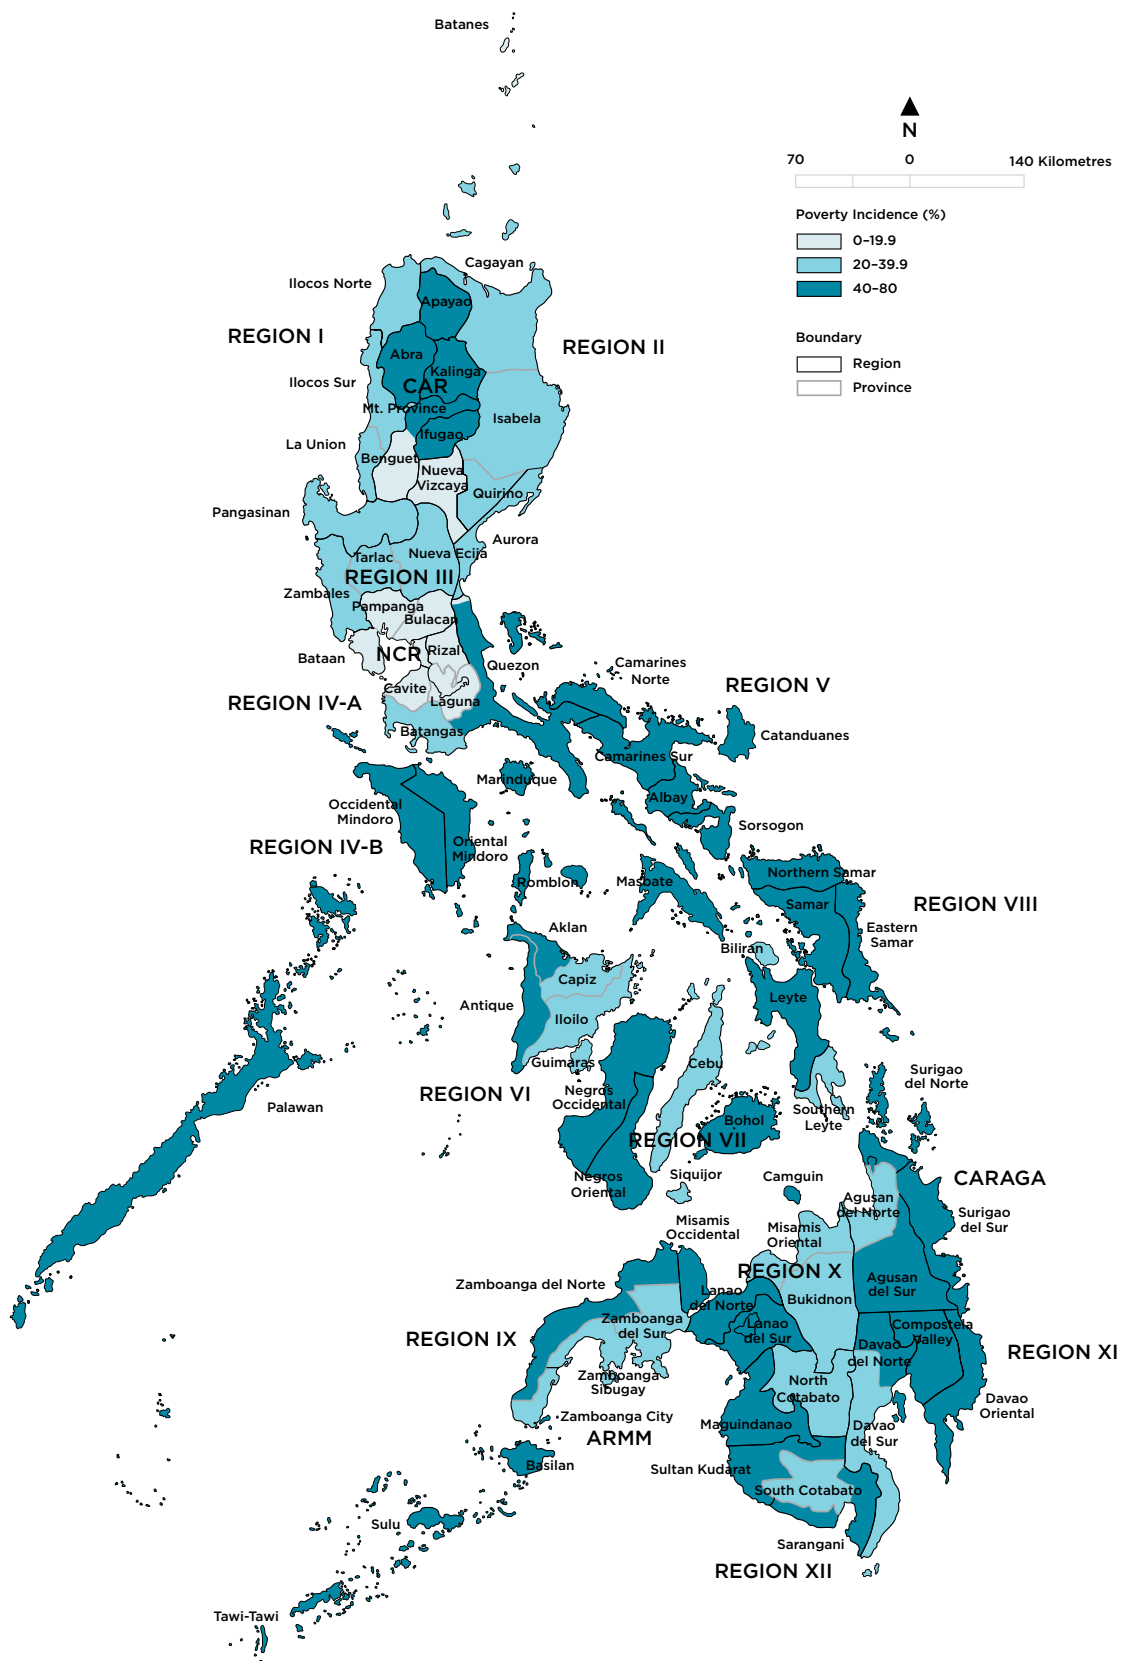 Batanes
N
70 0 140 Kilometres
Poverty Incidence (%)
0–19.9
20–39.9
40–80
Boundary
Region
Province
Cagayan
Ilocos Norte
Apayao
REGION I
REGION II
Abra
Kalinga
Ilocos Sur
CAR
Mt. Province
Isabela
Ifugao
La Union
Benguet
Nueva
Vizcaya
Quirino
Pangasinan
Aurora
Tarlac
Nueva Ecija
REGION III
Zambales
Pampanga
Bulacan
Bataan
NCR
Rizal
Quezon
Camarines
Norte
Cavite
REGION V
Laguna
REGION IV-A
Batangas
Catanduanes
Camarines Sur
Marinduque
Albay
Occidental
Mindoro
Sorsogon
REGION IV-B
Oriental
Mindoro
Romblon
Masbate
Northern Samar
Samar
REGION VIII
Aklan
Eastern
Samar
Biliran
Capiz
Antique
Leyte
Iloilo
Guimaras
Cebu
Surigao
del Norte
REGION VI
Negros
Occidental
Palawan
Southern
Leyte
Bohol
REGION VII
Siquijor
Camguin
CARAGA
Negros
Oriental
Agusan
del Norte
Surigao
del Sur
Misamis
Occidental
Misamis
Oriental
REGION X
Zamboanga del Norte
Agusan
del Sur
Lanao
del Norte
Bukidnon
Zamboanga
del Sur
Lanao
del Sur
Compostela
Valley
REGION IX
Davao
del Norte
REGION XI
Zamboanga
Sibugay
North
Cotabato
Davao
Oriental
Zamboanga City
Maguindanao
ARMM
Davao
del Sur
Basilan
Sultan Kudarat
South Cotabato
Sulu
Sarangani
REGION XII
Tawi-Tawi